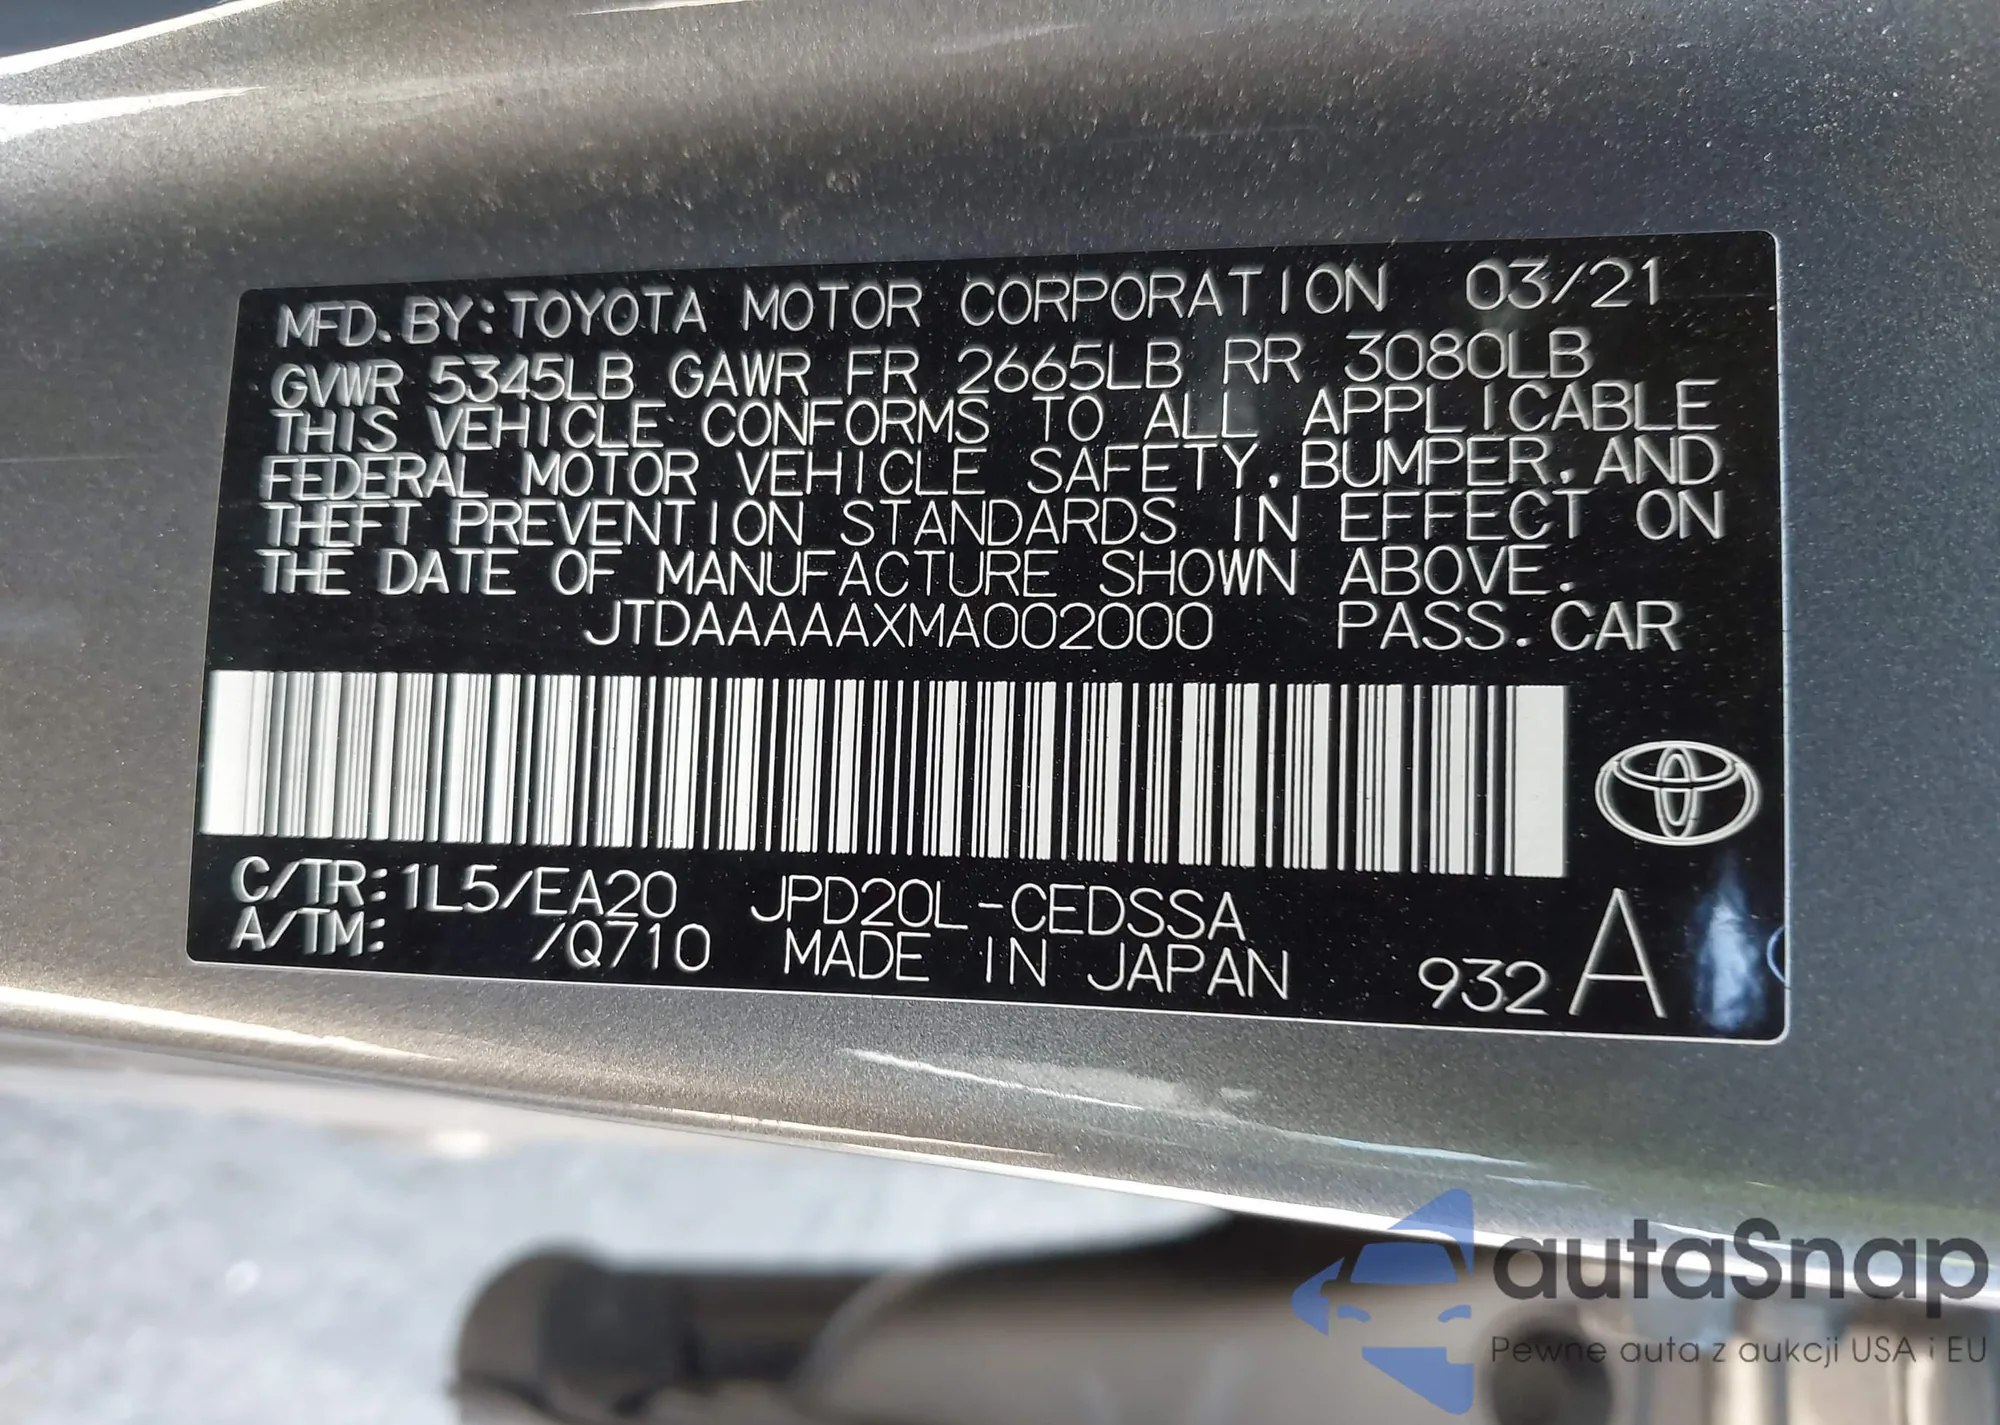 MFD. BY: TOYOTA MOTOR CORPORATION 03/21
GVWR 5345LB GAWR FR 2665LB RR 3080LB
THIS VEHICLE CONFORMS TO ALL APPLICABLE
FEDERAL MOTOR VEHICLE SAFETY, BUMPER, AND
THEFT PREVENTION STANDARDS IN EFFECT ON
THE DATE OF MANUFACTURE SHOWN ABOVE.
JTDAAAAAXMA002000 PASS. CAR
C/TR: 1L5/EA20 JPD20L-CEDSSA
A/TM: /Q710 MADE IN JAPAN 932 A
autaSnap
Pewne auta z aukcji USA i EU